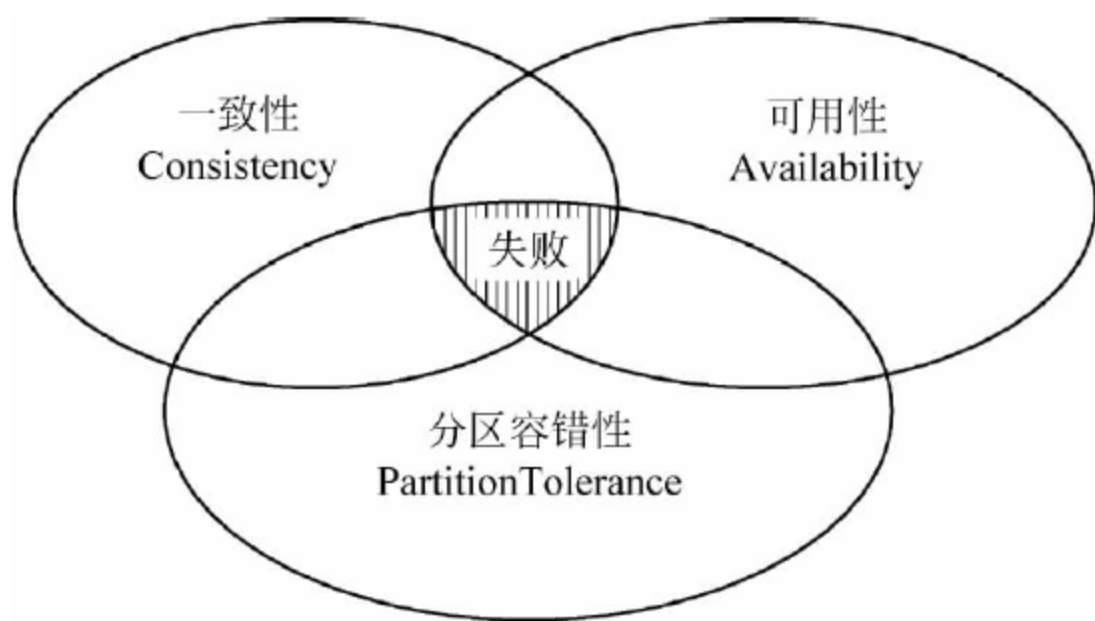 一致性
Consistency
可用性
Availability
失败
分区容错性
PartitionTolerance